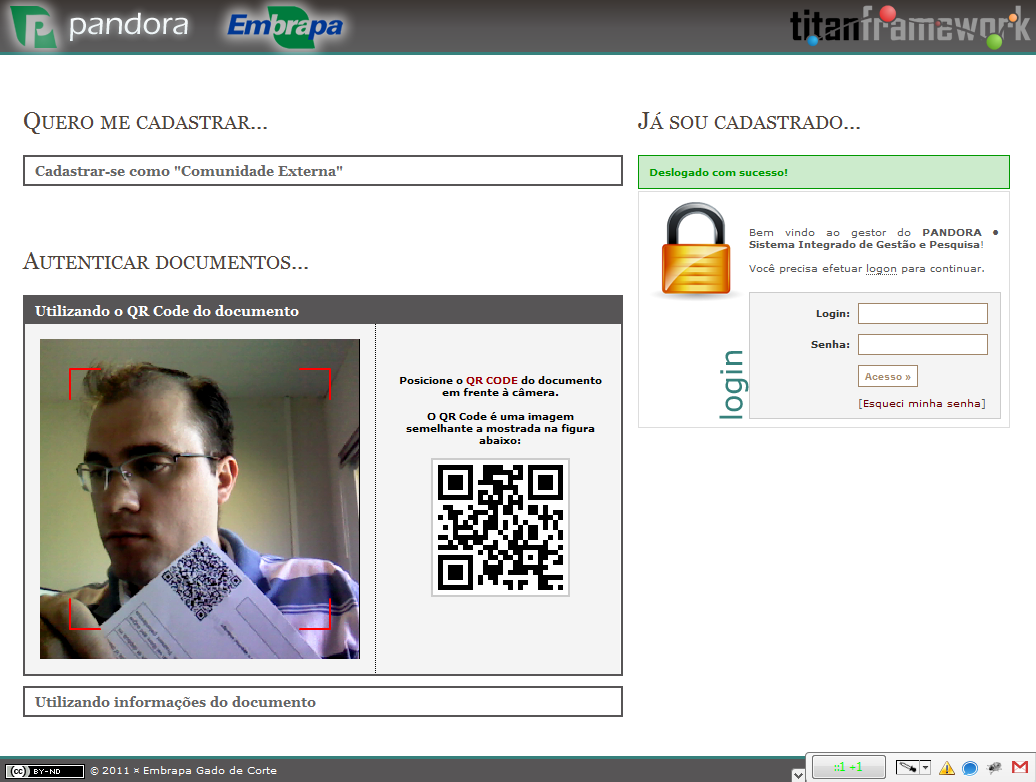 pandora
Embrapa
titanframework
Quero me cadastrar...
Cadastrar-se como "Comunidade Externa"
Autenticar documentos...
Utilizando o QR Code do documento
Posicione o QR CODE do documento
em frente à câmera.
O QR Code é uma imagem
semelhante a mostrada na figura
abaixo:
Utilizando informações do documento
Já sou cadastrado...
Deslogado com sucesso!
Bem vindo ao gestor do PANDORA •
Sistema Integrado de Gestão e Pesquisa!
Você precisa efetuar logon para continuar.
login
Login:
Senha:
Acesso »
[Esqueci minha senha]
cc BY-ND
© 2011 ¤ Embrapa Gado de Corte
::1 +1